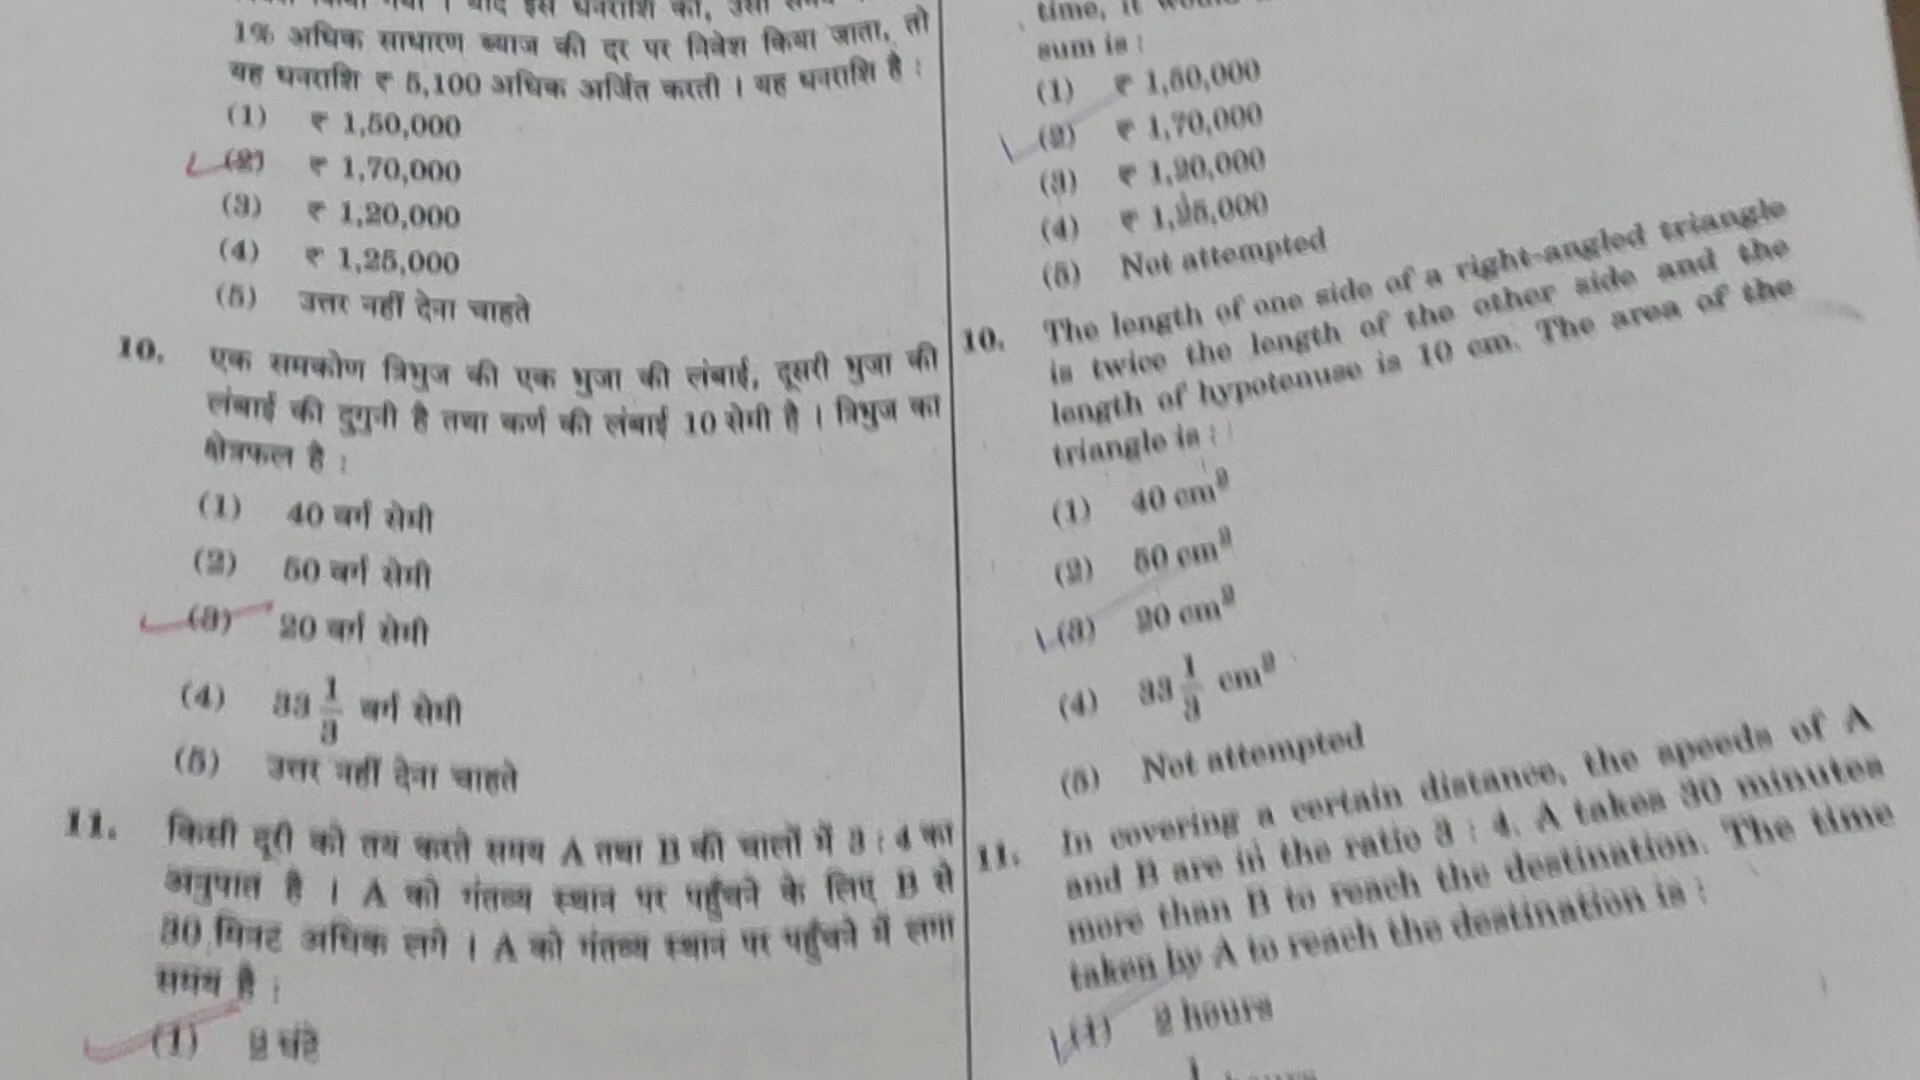 1% अधिक साधारण ब्याज की दर पर निवेश किया जाता, तो
यह धनराशि ₹ 5,100 अधिक अर्जित करती । यह धनराशि है :
(1) ₹ 1,50,000
(2) ₹ 1,70,000
(3) ₹ 1,20,000
(4) ₹ 1,25,000
(5) उत्तर नहीं देना चाहते
10. एक समकोण त्रिभुज की एक भुजा की लंबाई, दूसरी भुजा की
लंबाई की दुगुनी है तथा कर्ण की लंबाई 10 सेमी है । त्रिभुज का
क्षेत्रफल है :
(1) 40 वर्ग सेमी
(2) 50 वर्ग सेमी
(3) 20 वर्ग सेमी
(4) 33 1/3 वर्ग सेमी
(5) उत्तर नहीं देना चाहते
11. किसी दूरी को तय करते समय A तथा B की चालों में 3 : 4 का
अनुपात है । A को गंतव्य स्थान पर पहुँचने के लिए B से
30 मिनट अधिक लगे । A को गंतव्य स्थान पर पहुँचने में लगा
समय है :
(1) 2 घंटे
time, it would
sum is :
(1) ₹ 1,50,000
(2) ₹ 1,70,000
(3) ₹ 1,20,000
(4) ₹ 1,25,000
(5) Not attempted
10. The length of one side of a right-angled triangle
is twice the length of the other side and the
length of hypotenuse is 10 cm. The area of the
triangle is :
(1) 40 cm²
(2) 50 cm²
(3) 20 cm²
(4) 33 1/3 cm²
(5) Not attempted
11. In covering a certain distance, the speeds of A
and B are in the ratio 3 : 4. A takes 30 minutes
more than B to reach the destination. The time
taken by A to reach the destination is :
(1) 2 hours